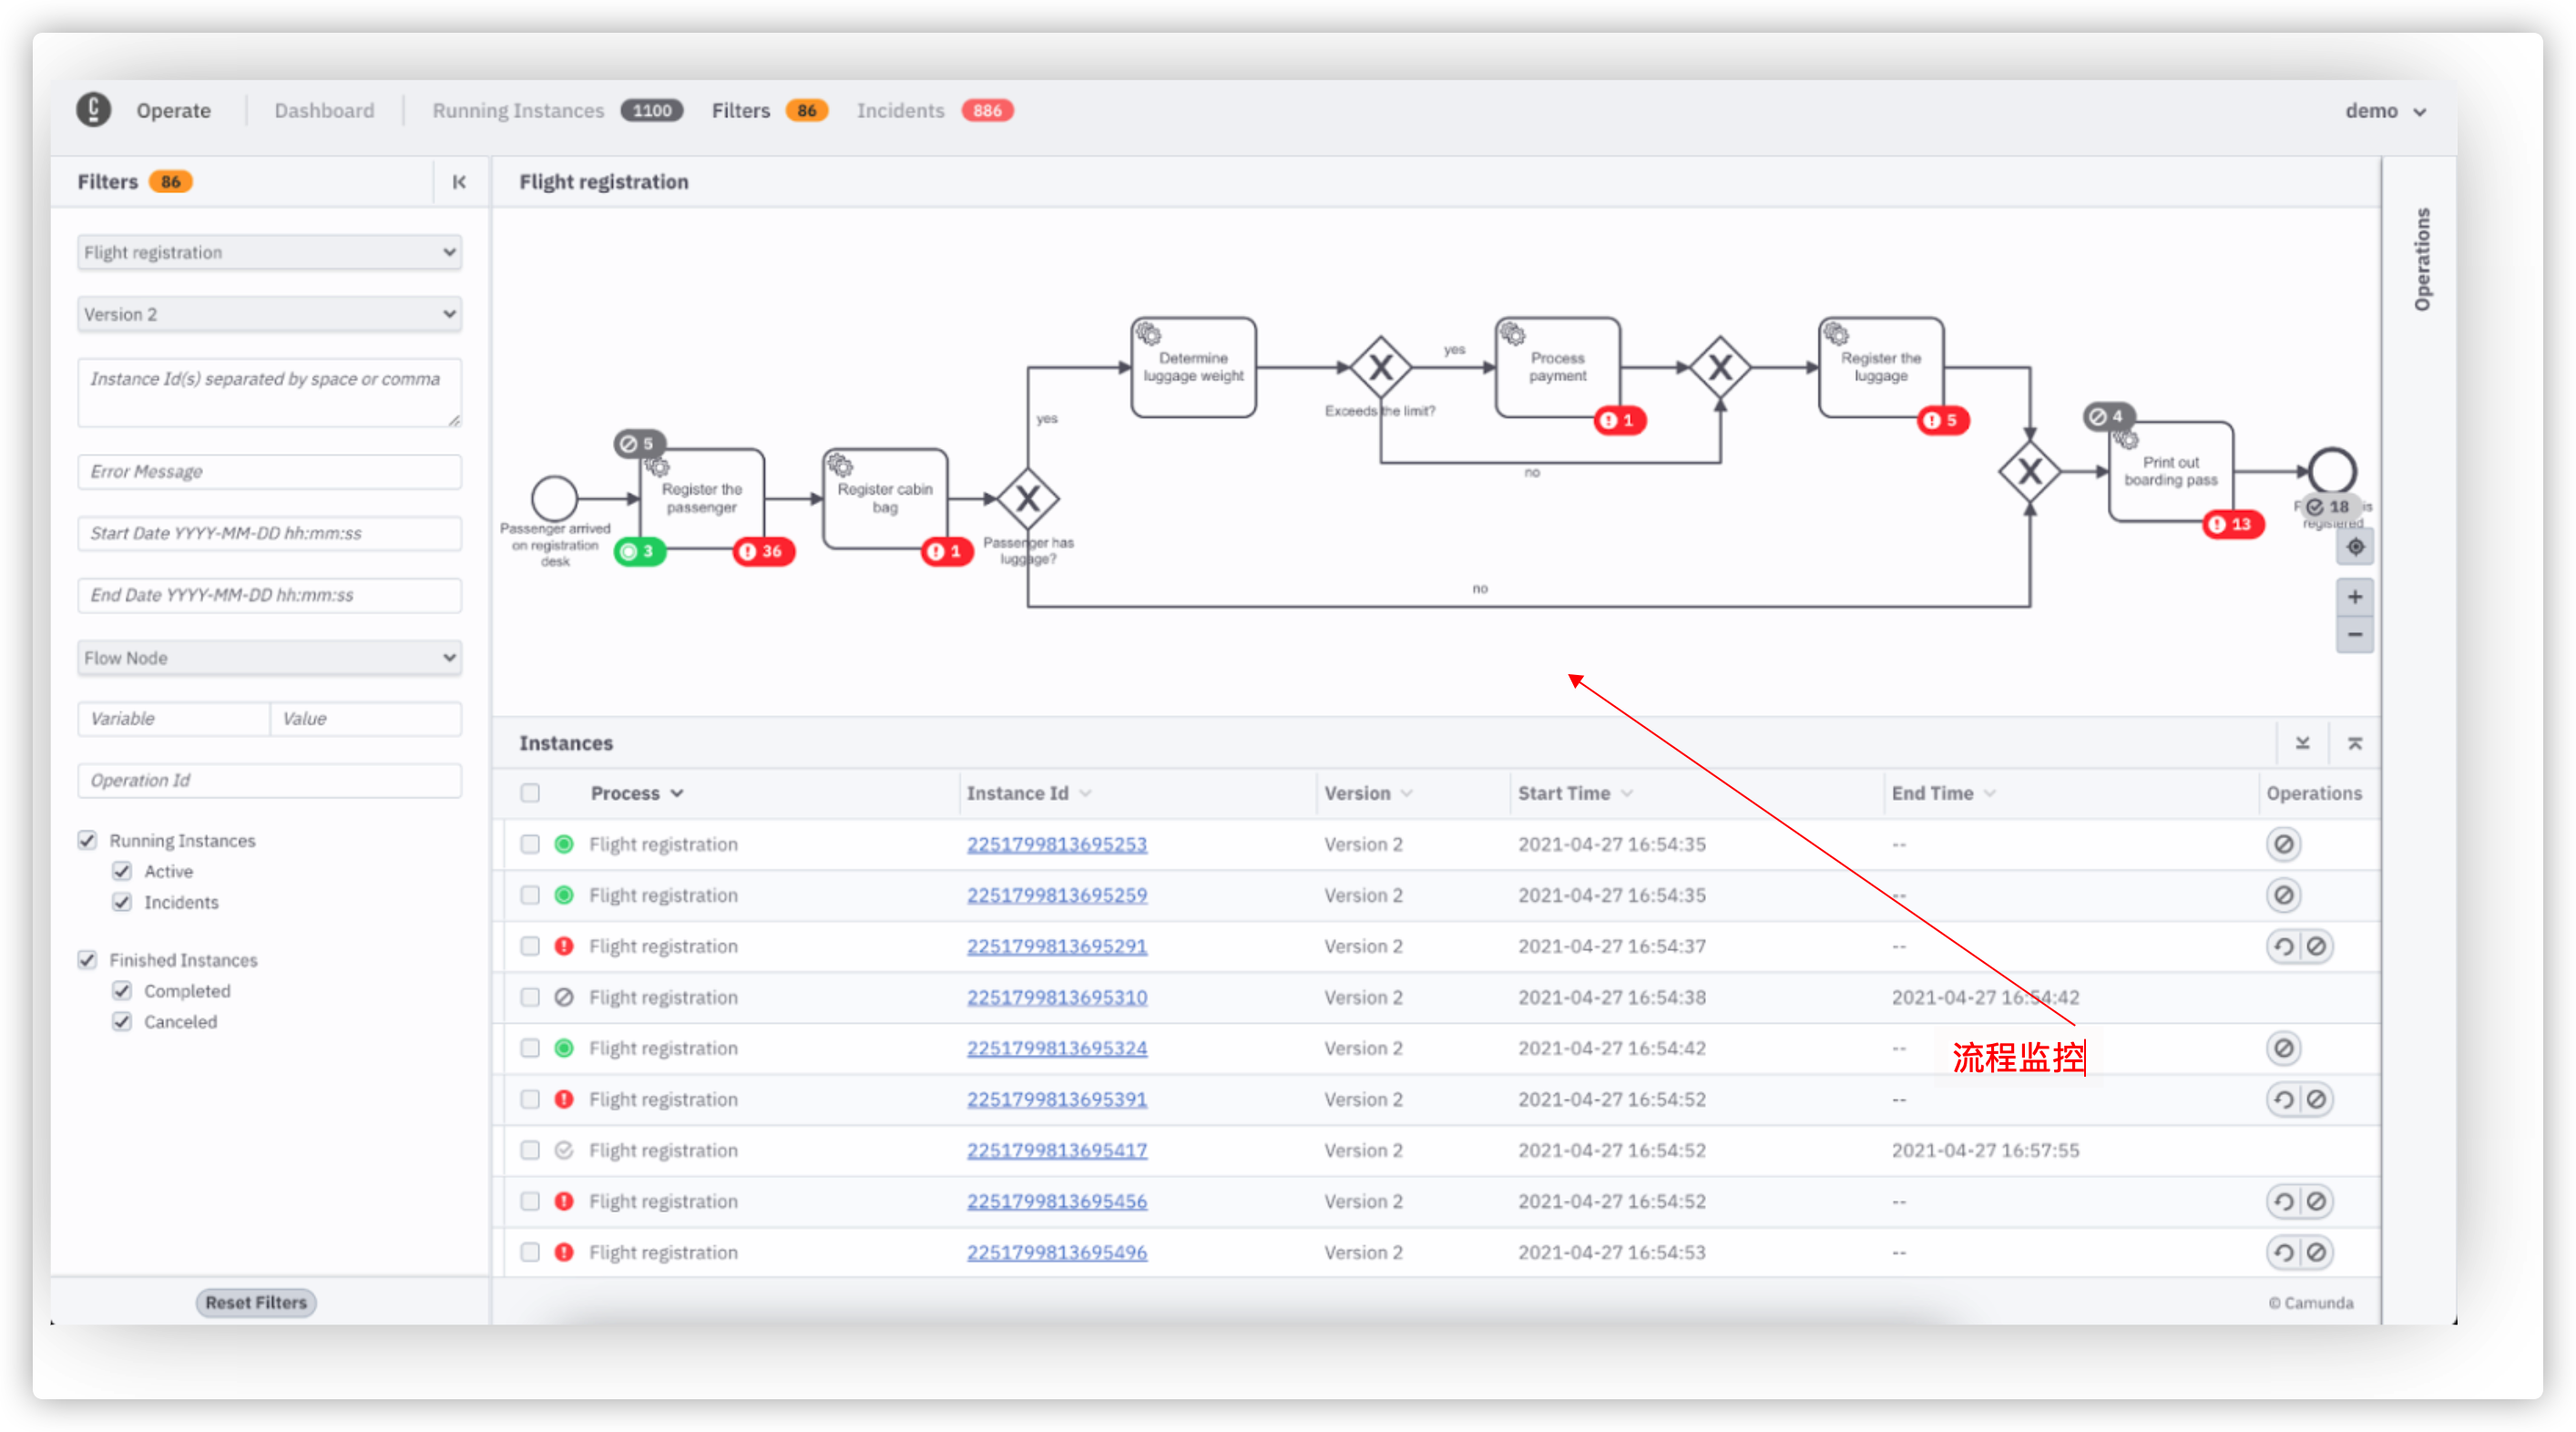 Operate
Dashboard
Running Instances 1100
Filters 86
Incidents 886
demo
Filters 86
Flight registration
Version 2
Instance Id(s) separated by space or comma
Error Message
Start Date YYYY-MM-DD hh:mm:ss
End Date YYYY-MM-DD hh:mm:ss
Flow Node
Variable
Value
Operation Id
Running Instances
Active
Incidents
Finished Instances
Completed
Canceled
Reset Filters
Flight registration
Passenger arrived
on registration
desk
5
Register the
passenger
3
36
Register cabin
bag
1
Passenger has
luggage?
yes
no
Determine
luggage weight
Exceeds the limit?
yes
no
Process
payment
1
Register the
luggage
5
4
Print out
boarding pass
13
18
is
registered
Operations
Instances
Process Instance Id Version Start Time End Time Operations
Flight registration 2251799813695253 Version 2 2021-04-27 16:54:35 --
Flight registration 2251799813695259 Version 2 2021-04-27 16:54:35 --
Flight registration 2251799813695291 Version 2 2021-04-27 16:54:37 --
Flight registration 2251799813695310 Version 2 2021-04-27 16:54:38 2021-04-27 16:54:42
Flight registration 2251799813695324 Version 2 2021-04-27 16:54:42 --
流程监控
Flight registration 2251799813695391 Version 2 2021-04-27 16:54:52 --
Flight registration 2251799813695417 Version 2 2021-04-27 16:54:52 2021-04-27 16:57:55
Flight registration 2251799813695456 Version 2 2021-04-27 16:54:52 --
Flight registration 2251799813695496 Version 2 2021-04-27 16:54:53 --
© Camunda